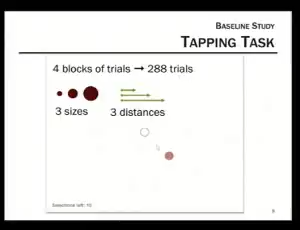 BASELINE STUDY
TAPPING TASK
4 blocks of trials → 288 trials
3 sizes
3 distances